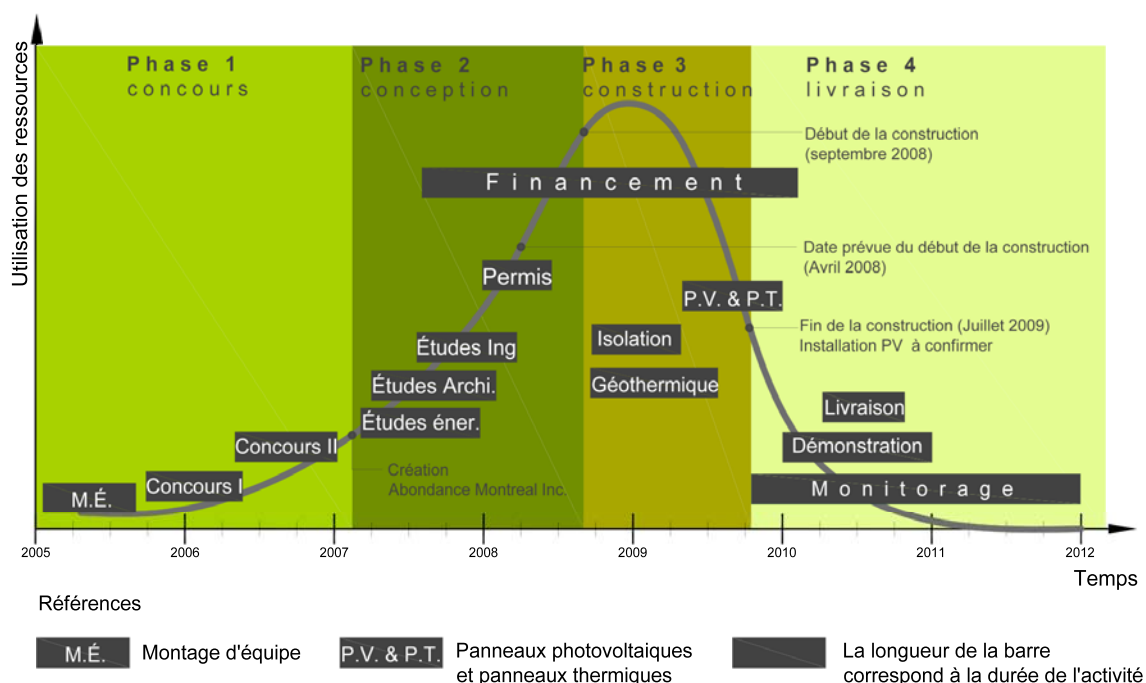 Utilisation des ressources
Phase 1
concours
Phase 2
conception
Phase 3
construction
Phase 4
livraison
Début de la construction
(septembre 2008)
Financement
Date prévue du début de la construction
(Avril 2008)
Permis
P.V. & P.T.
Fin de la construction (Juillet 2009)
Installation PV à confirmer
Isolation
Études Ing
Géothermique
Études Archi.
Livraison
Études éner.
Démonstration
Concours II
Création
Abondance Montreal Inc.
Concours I
Monitorage
M.É.
2005
2006
2007
2008
2009
2010
2011
2012
Temps
Références
M.É.
Montage d'équipe
P.V. & P.T.
Panneaux photovoltaiques
et panneaux thermiques
La longueur de la barre
correspond à la durée de l'activité